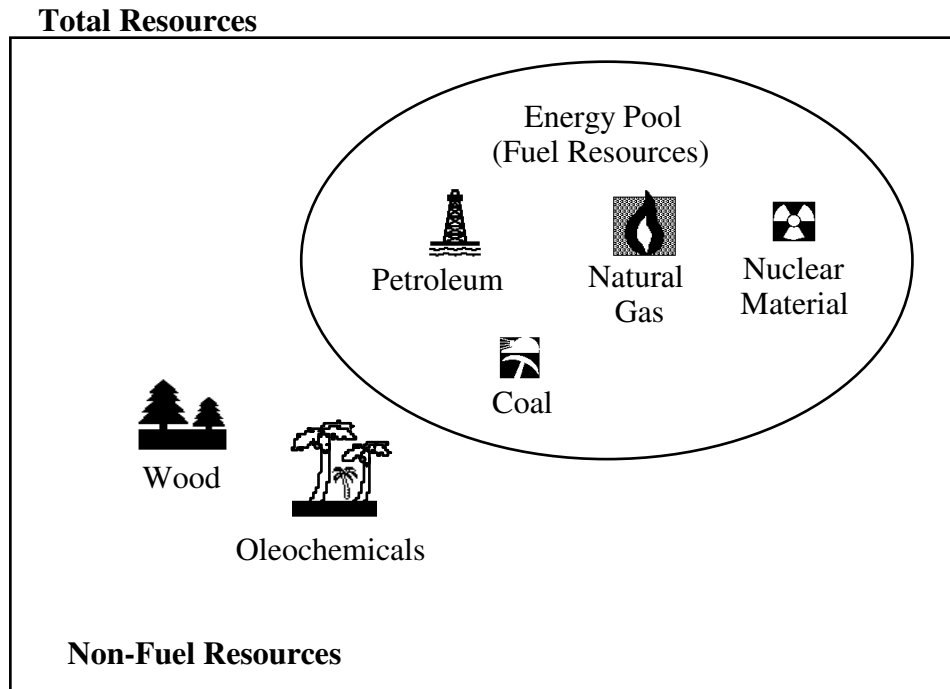 Total Resources
Energy Pool
(Fuel Resources)
Petroleum
Natural
Gas
Nuclear
Material
Coal
Wood
Oleochemicals
Non-Fuel Resources